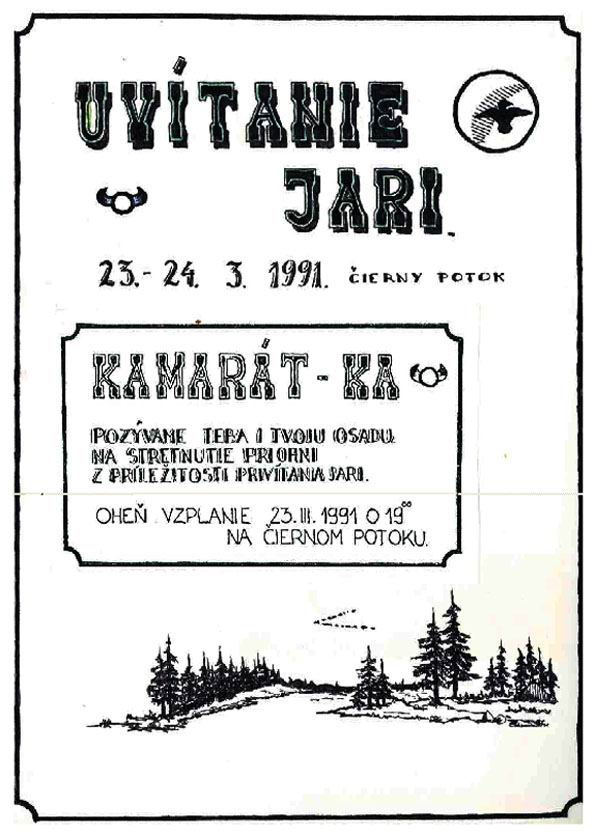 UVÍTANIE
JARI.
23.- 24. 3. 1991. ČIERNY POTOK
KAMARÁT - KA
POZÝVAME TEBA I TVOJU OSADU
NA STRETNUTIE PRI OHNI
Z PRÍLEŽITOSTI PRIVÍTANIA JARI.
OHEŇ VZPLANIE 23. III. 1991 O 19⁰⁰
NA ČIERNOM POTOKU.